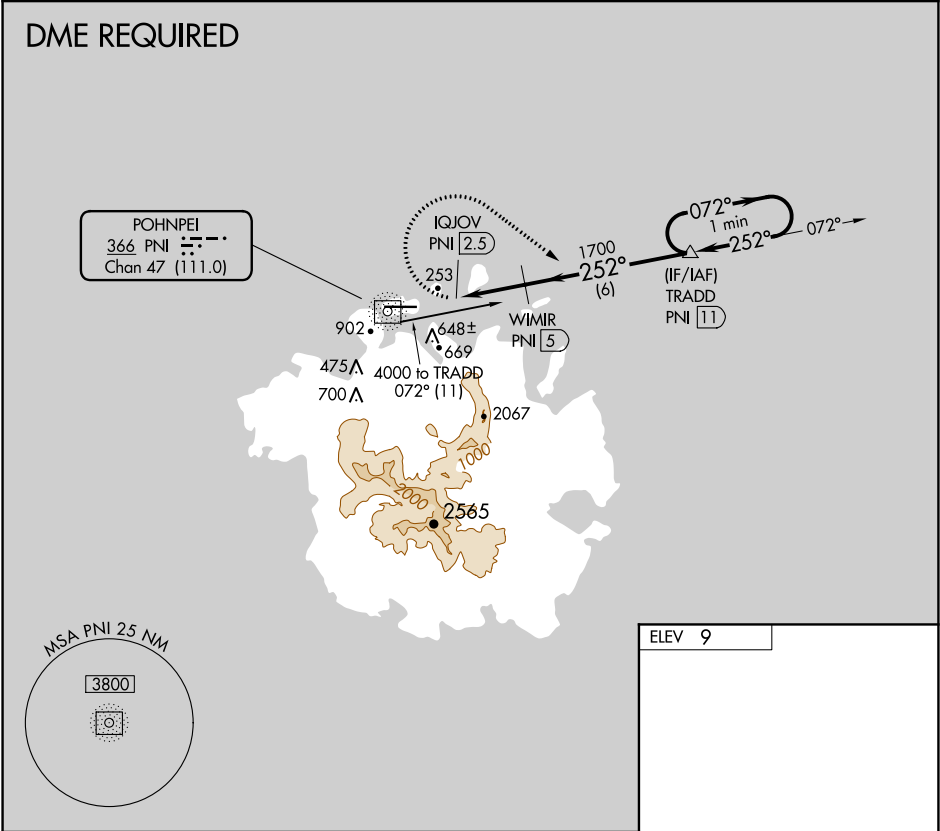 DME REQUIRED
POHNPEI
366 PNI
Chan 47 (111.0)
IQJOV
PNI 2.5
253
1700
252°
(6)
072°
1 min
252°
072°
(IF/IAF)
TRADD
PNI 11
WIMIR
PNI 5
902
648±
669
475
4000 to TRADD
072° (11)
700
2067
1000
2000
2565
MSA PNI 25 NM
3800
ELEV 9